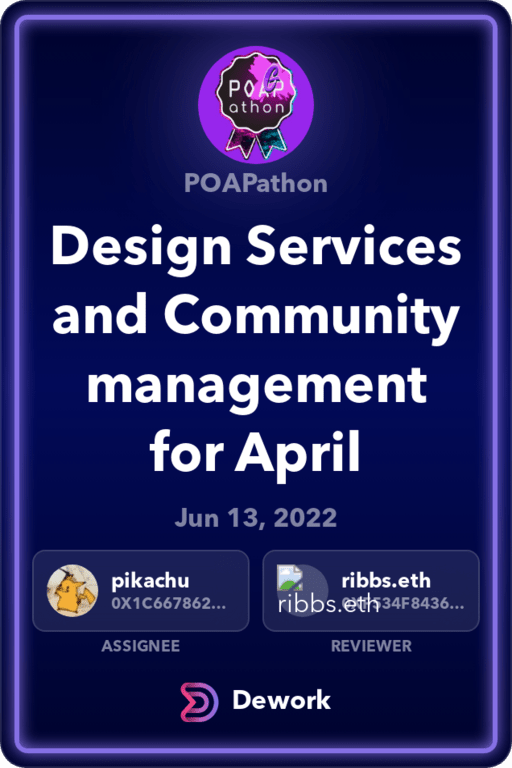 POAP
athon
POAPathon
Design Services
and Community
management
for April
Jun 13, 2022
pikachu
0X1C667862...
ASSIGNEE
ribbs.eth
ribbs.eth
534F8436...
REVIEWER
Dework